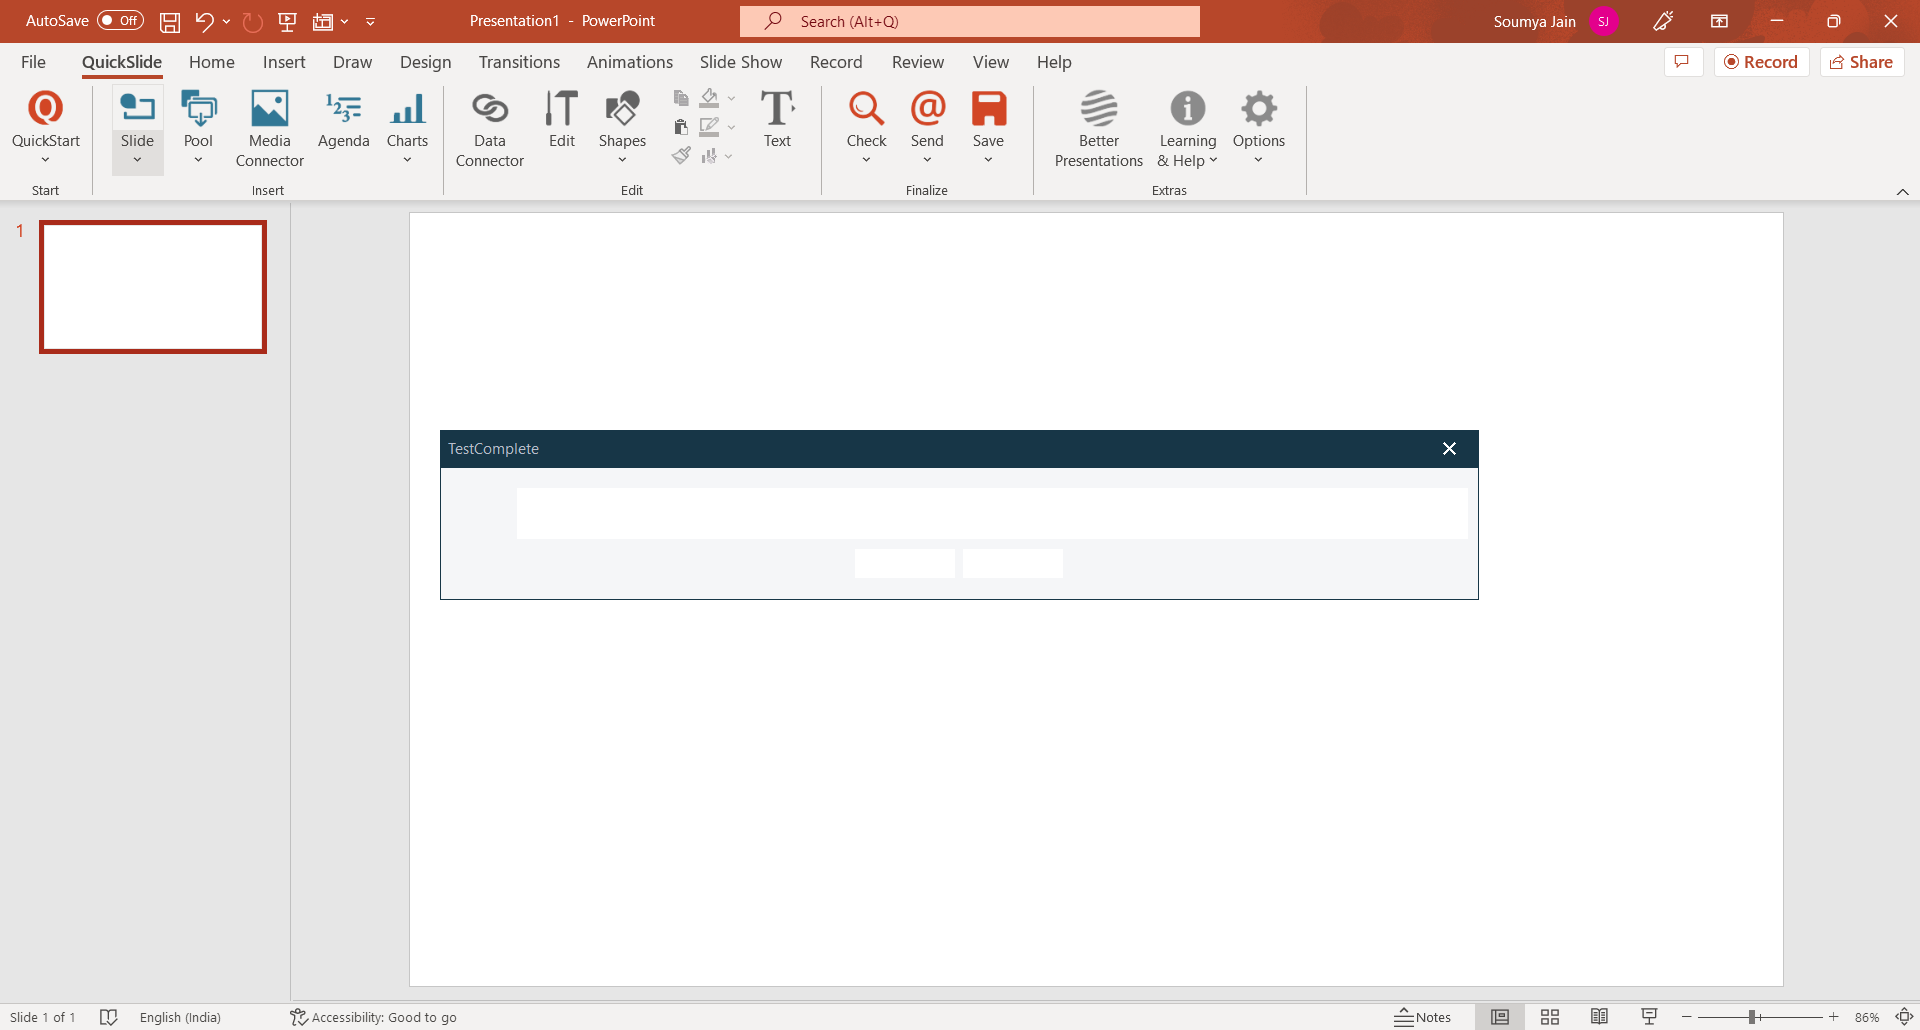 AutoSave Off
Presentation1 - PowerPoint
Search (Alt+Q)
Soumya Jain SJ
File QuickSlide Home Insert Draw Design Transitions Animations Slide Show Record Review View Help
Record Share
QuickStart
Start
Slide
Pool
Media
Connector
Agenda
Charts
Insert
Data
Connector
Edit
Shapes
Text
Edit
Check
Send
Save
Finalize
Better
Presentations
Learning
& Help
Options
Extras
1
TestComplete
Slide 1 of 1
English (India)
Accessibility: Good to go
Notes
86%